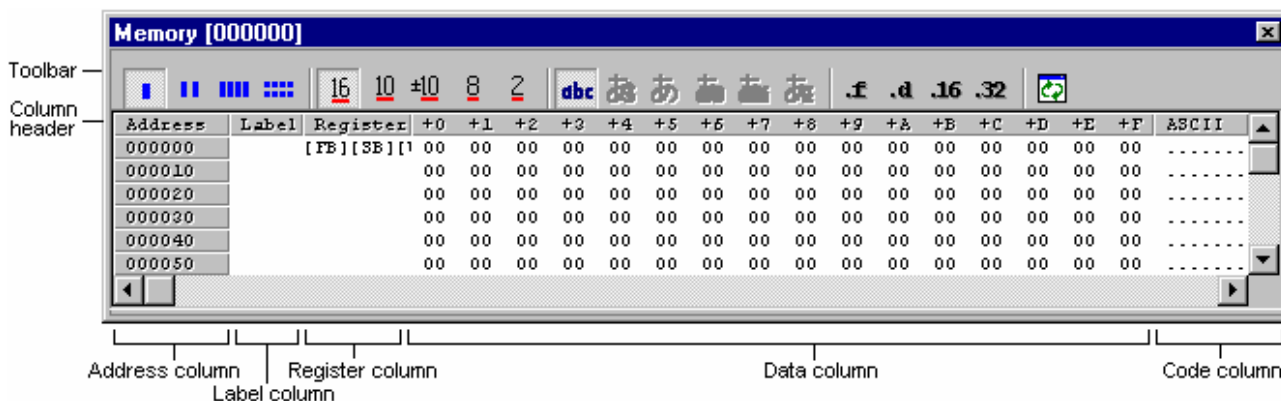 Memory [000000]
Toolbar
16 10 ±10 8 2 abc あ .f .d .16 .32
Column header
Address Label Register +0 +1 +2 +3 +4 +5 +6 +7 +8 +9 +A +B +C +D +E +F ASCII
000000 [FB][SB][ 00 00 00 00 00 00 00 00 00 00 00 00 00 00 00 00 .......
000010 00 00 00 00 00 00 00 00 00 00 00 00 00 00 00 00 .......
000020 00 00 00 00 00 00 00 00 00 00 00 00 00 00 00 00 .......
000030 00 00 00 00 00 00 00 00 00 00 00 00 00 00 00 00 .......
000040 00 00 00 00 00 00 00 00 00 00 00 00 00 00 00 00 .......
000050 00 00 00 00 00 00 00 00 00 00 00 00 00 00 00 00 .......
Address column Register column Data column Code column
Label column